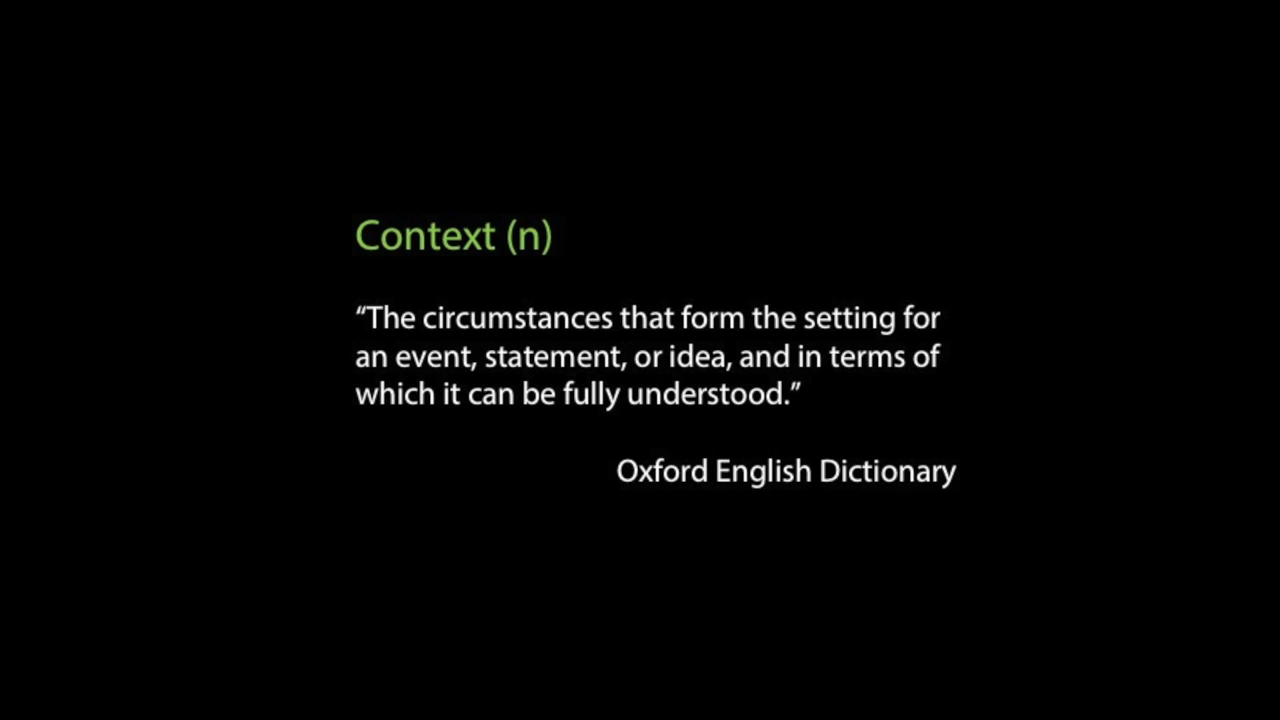 Context (n)
“The circumstances that form the setting for
an event, statement, or idea, and in terms of
which it can be fully understood.”
Oxford English Dictionary